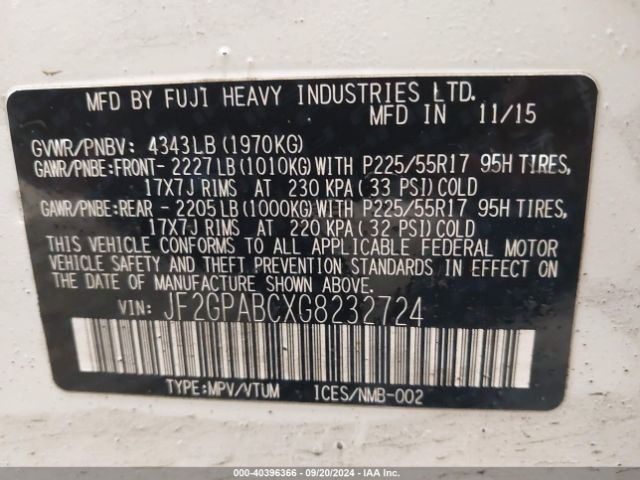 MFD BY FUJI HEAVY INDUSTRIES LTD.
MFD IN 11/15
GVWR/PNBV: 4343LB (1970KG)
GAWR/PNBE:FRONT- 2227LB (1010KG) WITH P225/55R17 95H TIRES,
17X7J RIMS AT 230 KPA (33 PSI) COLD
GAWR/PNBE:REAR - 2205LB (1000KG) WITH P225/55R17 95H TIRES,
17X7J RIMS AT 220 KPA (32 PSI) COLD
THIS VEHICLE CONFORMS TO ALL APPLICABLE FEDERAL MOTOR
VEHICLE SAFETY AND THEFT PREVENTION STANDARDS IN EFFECT ON
THE DATE OF MANUFACTURE SHOWN ABOVE.
VIN: JF2GPABCXG8232724
TYPE:MPV/VTUM ICES/NMB-002
000-40396366 - 09/20/2024 - IAA Inc.